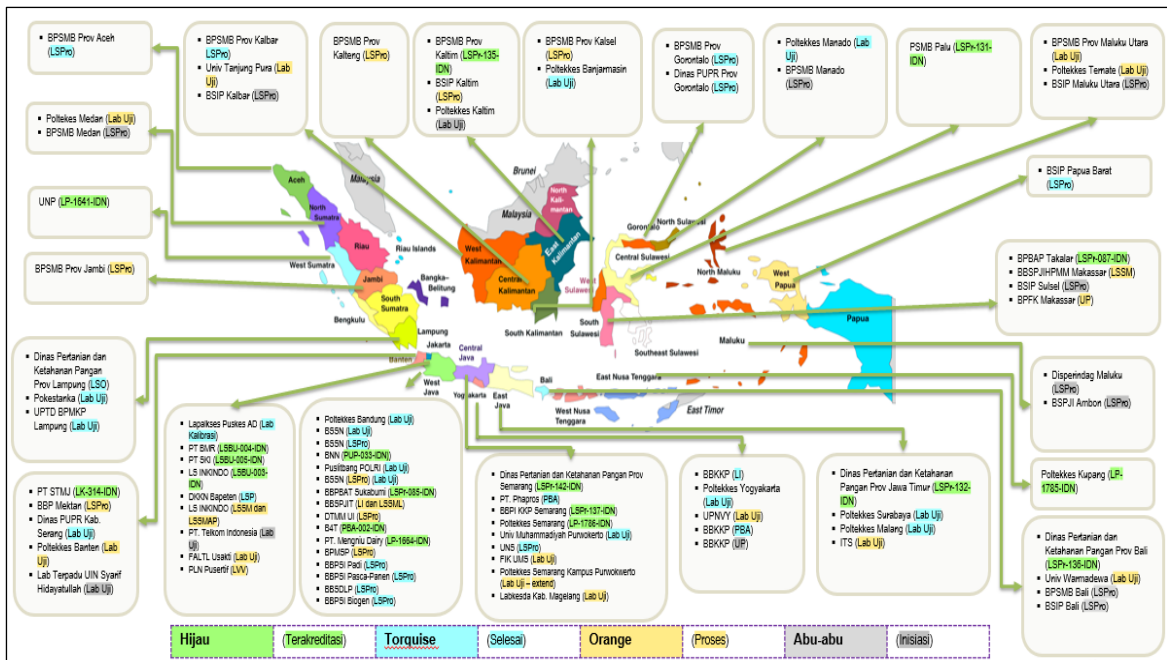 ▪ BPSMB Prov Aceh
(LSPro)
▪ BPSMB Prov Kalbar
LSPro)
▪ Univ Tanjung Pura (Lab
Uji)
▪ BSIP Kalbar (LSPro)
BPSMB Prov
Kalteng (LSPro)
▪ BPSMB Prov
Kaltim (LSPr-135-
IDN)
▪ BSIP Kaltim
(LSPro)
▪ Poltekkes Kaltim
(Lab Uji)
▪ BPSMB Prov Kalsel
(LSPro)
▪ Poltekkes Banjarmasin
(Lab Uji)
▪ BPSMB Prov
Gorontalo (LSPro)
▪ Dinas PUPR Prov
Gorontalo (LSPro)
▪ Poltekkes Manado (Lab
Uji)
▪ BPSMB Manado
(LSPro)
PSMB Palu (LSPr-131-
IDN)
▪ BPSMB Prov Maluku Utara
(Lab Uji)
▪ Poltekkes Ternate (Lab Uji)
▪ BSIP Maluku Utara (LSPro)
▪ Poltekes Medan (Lab Uji)
▪ BPSMB Medan (LSPro)
UNP (LP-1641-IDN)
BPSMB Prov Jambi (LSPro)
▪ BSIP Papua Barat
(LSPro)
▪ BPBAP Takalar (LSPr-087-IDN)
▪ BBSPJIHPMM Makassar (LSSM)
▪ BSIP Sulsel (LSPro)
▪ BPFK Makassar (UP)
Aceh
North
Sumatra
Malaysia
Riau
Riau Islands
West Sumatra
Jambi
Bangka–
Belitung
South
Sumatra
Bengkulu
Lampung
Jakarta
Banten
West
Java
Central
Java
Yogyakarta
East
Java
Bali
West Nusa
Tenggara
East Nusa Tenggara
East Timor
Brunei
Malaysia
North
Kali-
mantan
West
Kalimantan
East
Kalimantan
Central
Kalimantan
South Kalimantan
West
Sulawesi
South
Sulawesi
Southeast Sulawesi
Central Sulawesi
Gorontalo
North Sulawesi
North Maluku
Maluku
West
Papua
Papua
▪ Dinas Pertanian dan
Ketahanan Pangan
Prov Lampung (LSO)
▪ Pokestanka (Lab Uji)
▪ UPTD BPMKP
Lampung (Lab Uji)
▪ PT STMJ (LK-314-IDN)
▪ BBP Mektan (LSPro)
▪ Dinas PUPR Kab.
Serang (Lab Uji)
▪ Poltekkes Banten (Lab
Uji)
▪ Lab Terpadu UIN Syarif
Hidayatullah (Lab Uji)
▪ Lapalkses Puskes AD (Lab
Kalibrasi)
▪ PT BMR (LSBU-004-IDN)
▪ PT SKI (LSBU-005-IDN)
▪ LS INKINDO (LSBU-003-
IDN)
▪ DKKN Bapeten (LSP)
▪ LS INKINDO (LSSM dan
LSSMAP)
▪ PT. Telkom Indonesia (Lab
Uji)
▪ FALTL Usakti (Lab Uji)
▪ PLN Pusertif (LVV)
▪ Poltekkes Bandung (Lab Uji)
▪ BSSN (Lab Uji)
▪ BSSN (LSPro)
▪ BNN (PUP-033-IDN))
▪ Puslitbang POLRI (Lab Uji)
▪ BSSN (LSPro) (Lab Uji)
▪ BBPBAT Sukabumi (LSPr-085-IDN)
▪ BBSPJIT (LI dan LSSML)
▪ DTMM UI (LSPro)
▪ B4T (PBA-002-IDN)
▪ PT. Mengniu Dairy (LP-1664-IDN)
▪ BPMSP (LSPro)
▪ BBPSI Padi (LSPro)
▪ BBPSI Pasca-Panen (LSPro)
▪ BBSDLP (LSPro)
▪ BBPSI Biogen (LSPro)
Dinas Pertanian dan Ketahanan Pangan Prov
Semarang (LSPr-142-IDN)
▪ PT. Phapros (PBA)
▪ BBPI KKP Semarang (LSPr-137-IDN)
▪ Poltekkes Semarang (LP-1786-IDN)
▪ Univ Muhammadiyah Purwokerto (Lab Uji)
▪ UNS (LSPro)
▪ FIK UMS (Lab Uji)
▪ Poltekkes Semarang Kampus Purwokwerto
(Lab Uji – extend)
▪ Labkesda Kab. Magelang (Lab Uji)
▪ BBKKP (LI)
▪ Poltekkes Yogyakarta
(Lab Uji)
▪ UPNVY (Lab Uji)
▪ BBKKP (PBA)
▪ BBKKP (UP)
▪ Dinas Pertanian dan Ketahanan
Pangan Prov Jawa Timur (LSPr-132-
IDN)
▪ Poltekkes Surabaya (Lab Uji)
▪ Poltekkes Malang (Lab Uji)
▪ ITS (Lab Uji)
▪ Disperindag Maluku
(LSPro)
▪ BSPJI Ambon (LSPro)
Poltekkes Kupang (LP-
1785-IDN)
▪ Dinas Pertanian dan
Ketahanan Pangan Prov Bali
(LSPr-136-IDN)
▪ Univ Warmadewa (Lab Uji)
▪ BPSMB Bali (LSPro)
▪ BSIP Bali (LSPro)
Hijau (Terakreditasi) Torquise (Selesai) Orange (Proses) Abu-abu (Inisiasi)